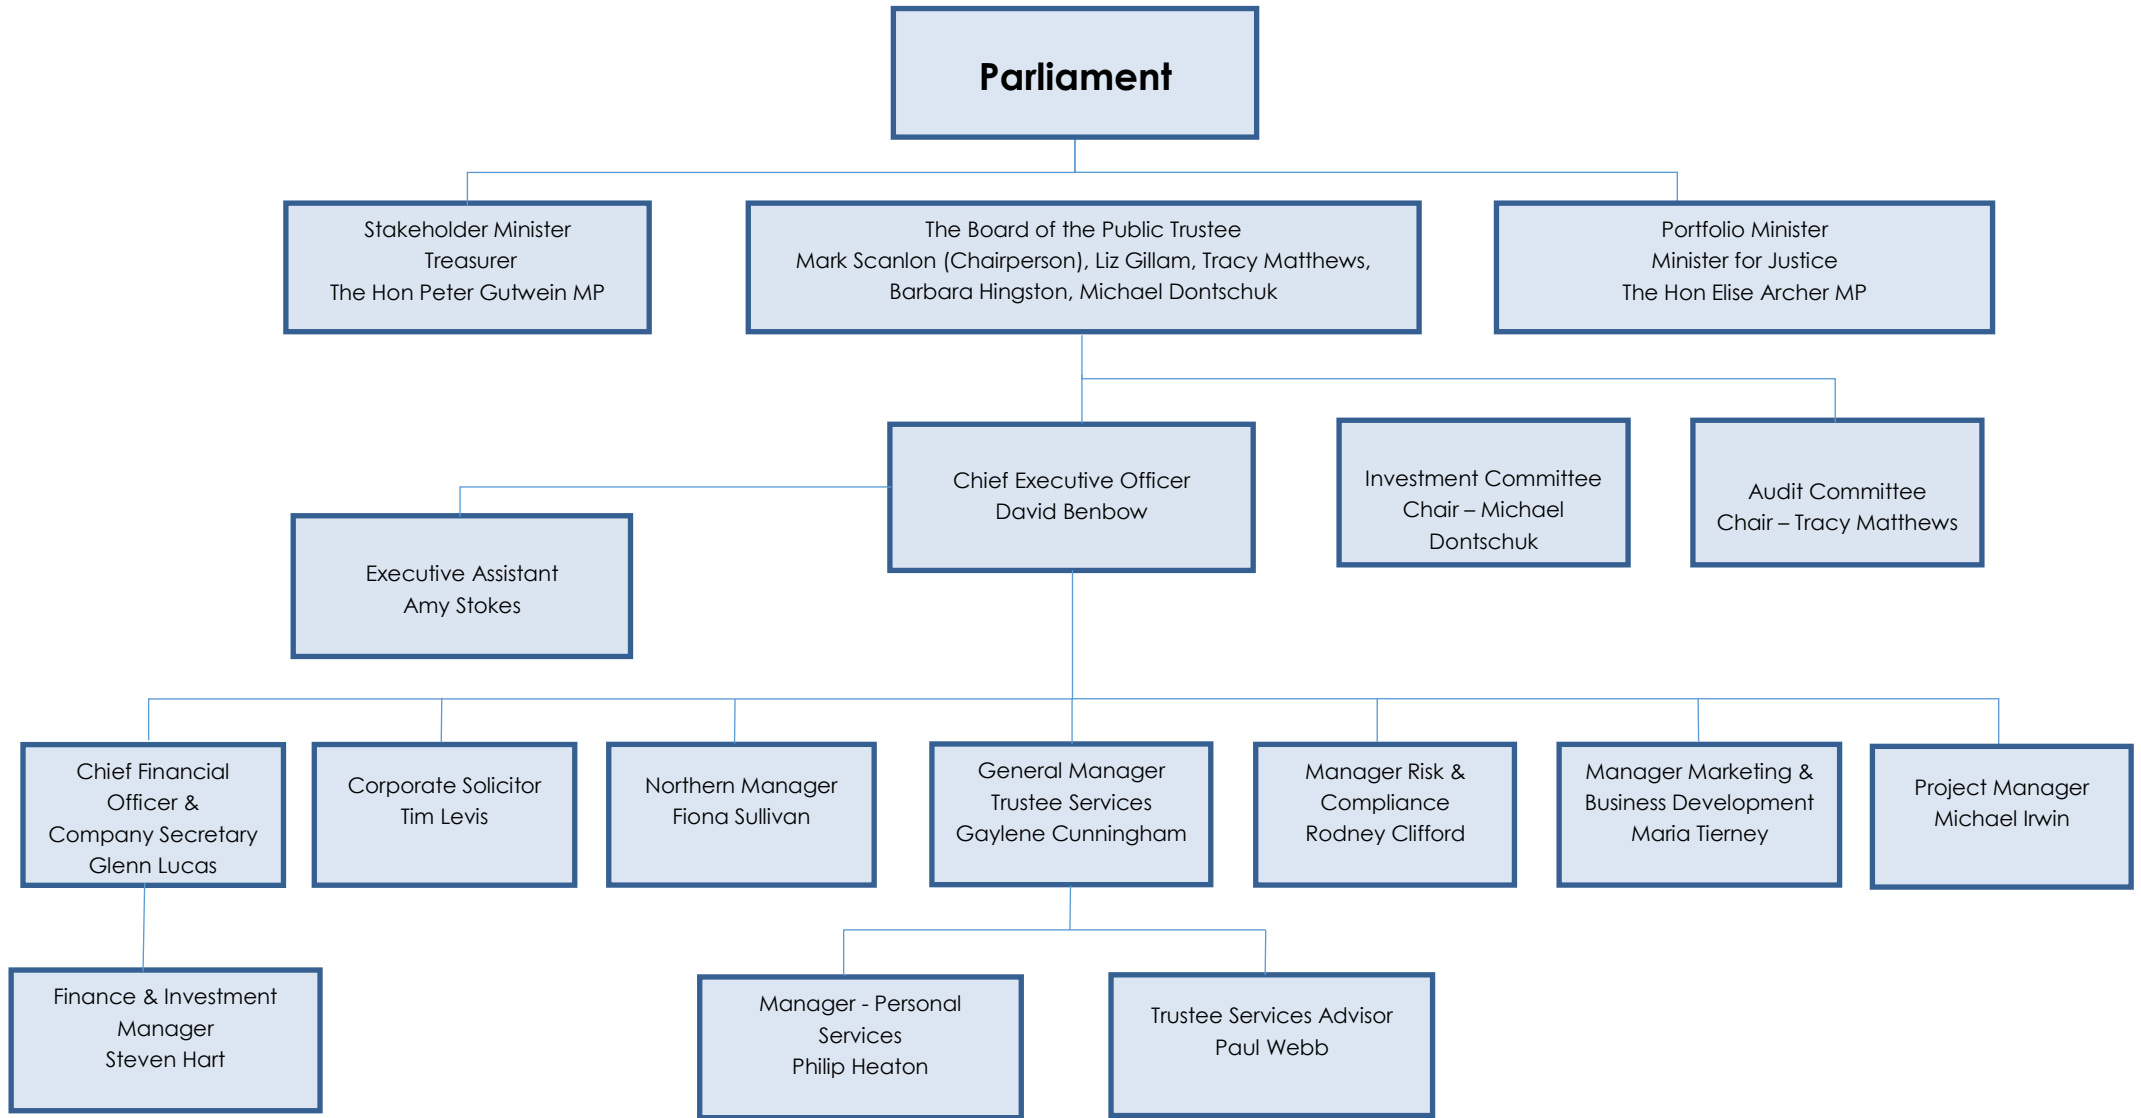 Parliament
Stakeholder Minister
Treasurer
The Hon Peter Gutwein MP
The Board of the Public Trustee
Mark Scanlon (Chairperson), Liz Gillam, Tracy Matthews,
Barbara Hingston, Michael Dontschuk
Portfolio Minister
Minister for Justice
The Hon Elise Archer MP
Chief Executive Officer
David Benbow
Investment Committee
Chair – Michael
Dontschuk
Audit Committee
Chair – Tracy Matthews
Executive Assistant
Amy Stokes
Chief Financial
Officer &
Company Secretary
Glenn Lucas
Corporate Solicitor
Tim Levis
Northern Manager
Fiona Sullivan
General Manager
Trustee Services
Gaylene Cunningham
Manager Risk &
Compliance
Rodney Clifford
Manager Marketing &
Business Development
Maria Tierney
Project Manager
Michael Irwin
Finance & Investment
Manager
Steven Hart
Manager - Personal
Services
Philip Heaton
Trustee Services Advisor
Paul Webb